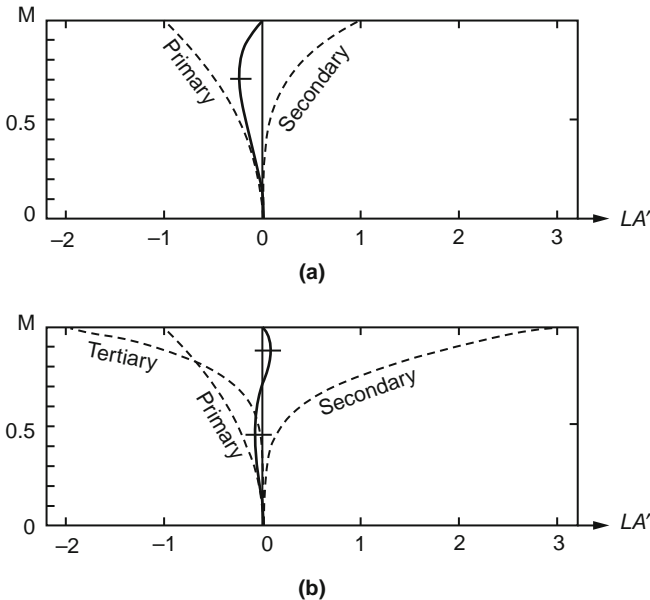 M
Primary
Secondary
0.5
0
–2 –1 0 1 2 3 LA'
(a)
M
Tertiary
Primary
Secondary
0.5
0
–2 –1 0 1 2 3 LA'
(b)